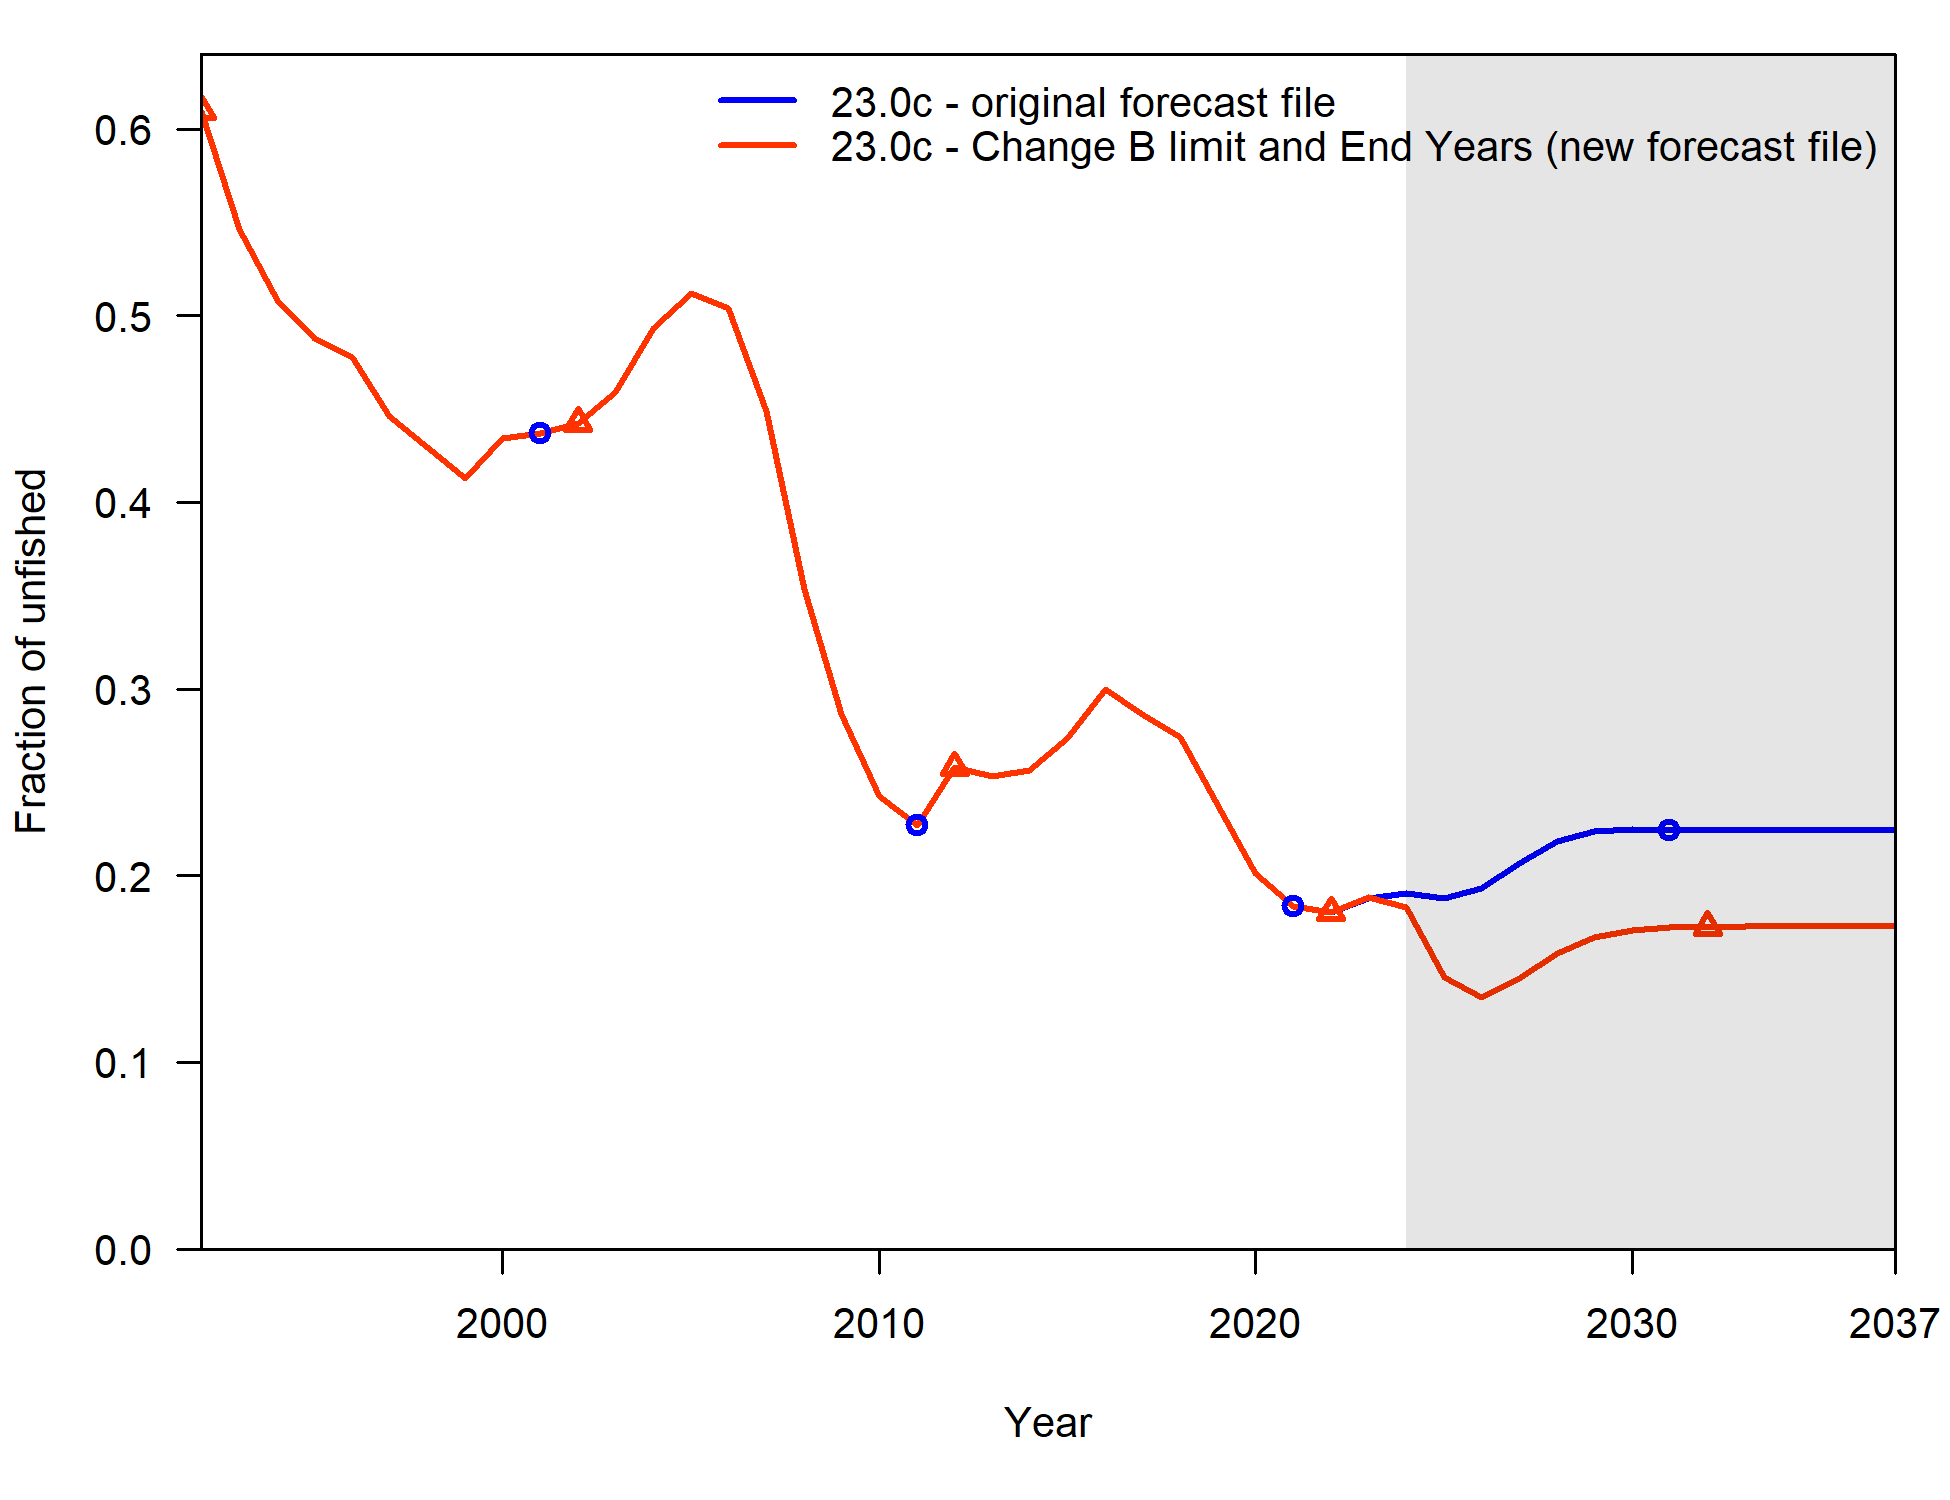 23.0c - original forecast file
23.0c - Change B limit and End Years (new forecast file)
0.6
0.5
0.4
0.3
0.2
0.1
0.0
Fraction of unfished
2000 2010 2020 2030 2037
Year